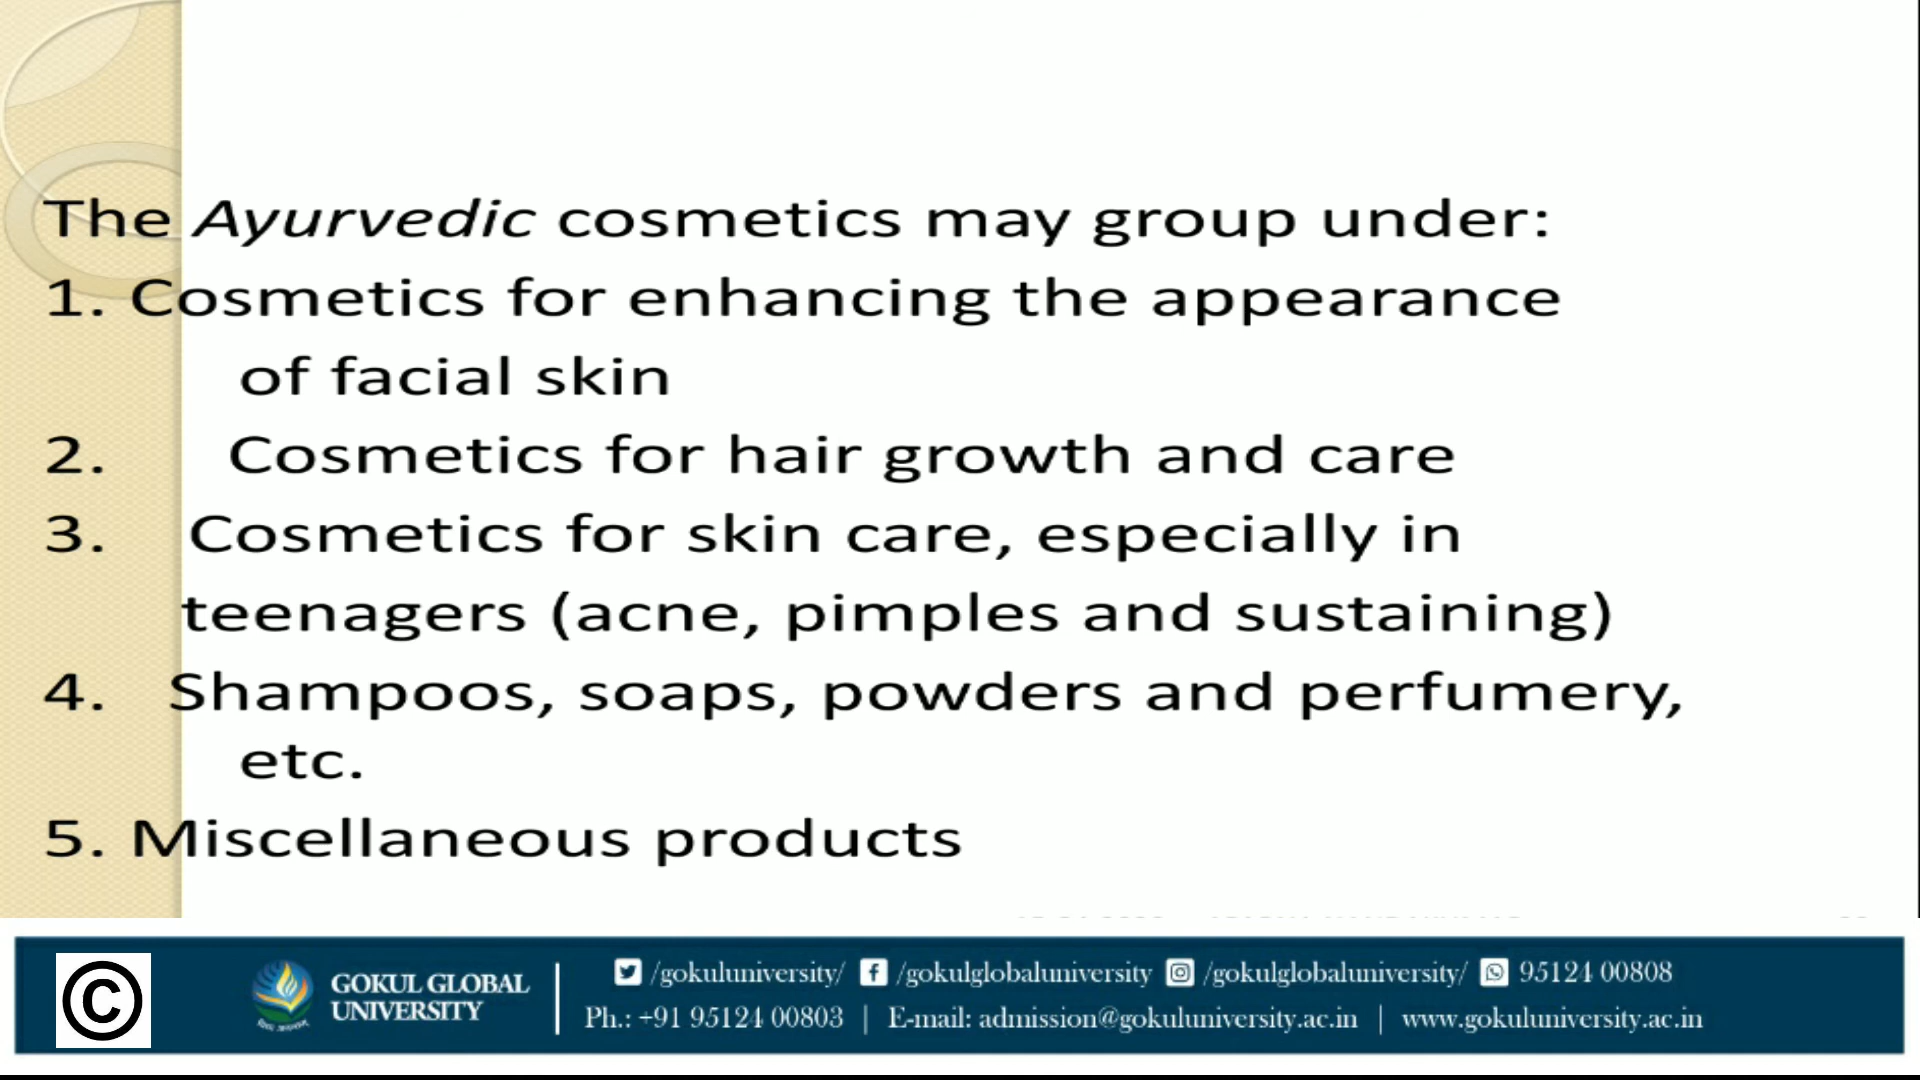 The Ayurvedic cosmetics may group under:
1. Cosmetics for enhancing the appearance
of facial skin
2. Cosmetics for hair growth and care
3. Cosmetics for skin care, especially in
teenagers (acne, pimples and sustaining)
4. Shampoos, soaps, powders and perfumery,
etc.
5. Miscellaneous products
©
GOKUL GLOBAL
UNIVERSITY
/gokuluniversity/ /gokulglobaluniversity /gokulglobaluniversity/ 95124 00808
Ph.: +91 95124 00803 | E-mail: admission@gokuluniversity.ac.in | www.gokuluniversity.ac.in